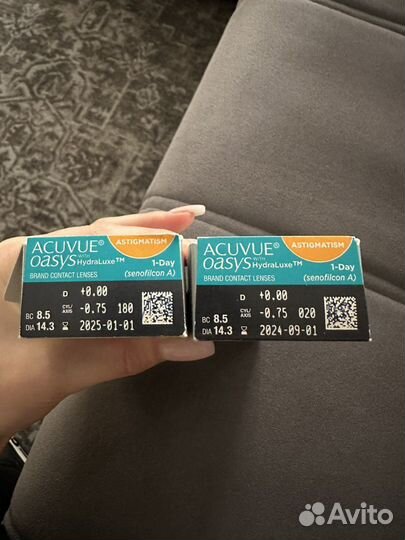 ACUVUE®
ASTIGMATISM
oasys WITH HydraLuxe™
1-Day
BRAND CONTACT LENSES
(senofilcon A)
D +0.00
BC 8.5 CYL/AXIS -0.75 180
DIA 14.3 2025-01-01
ACUVUE®
ASTIGMATISM
oasys WITH HydraLuxe™
1-Day
BRAND CONTACT LENSES
(senofilcon A)
D +0.00
BC 8.5 CYL/AXIS -0.75 020
DIA 14.3 2024-09-01
Avito